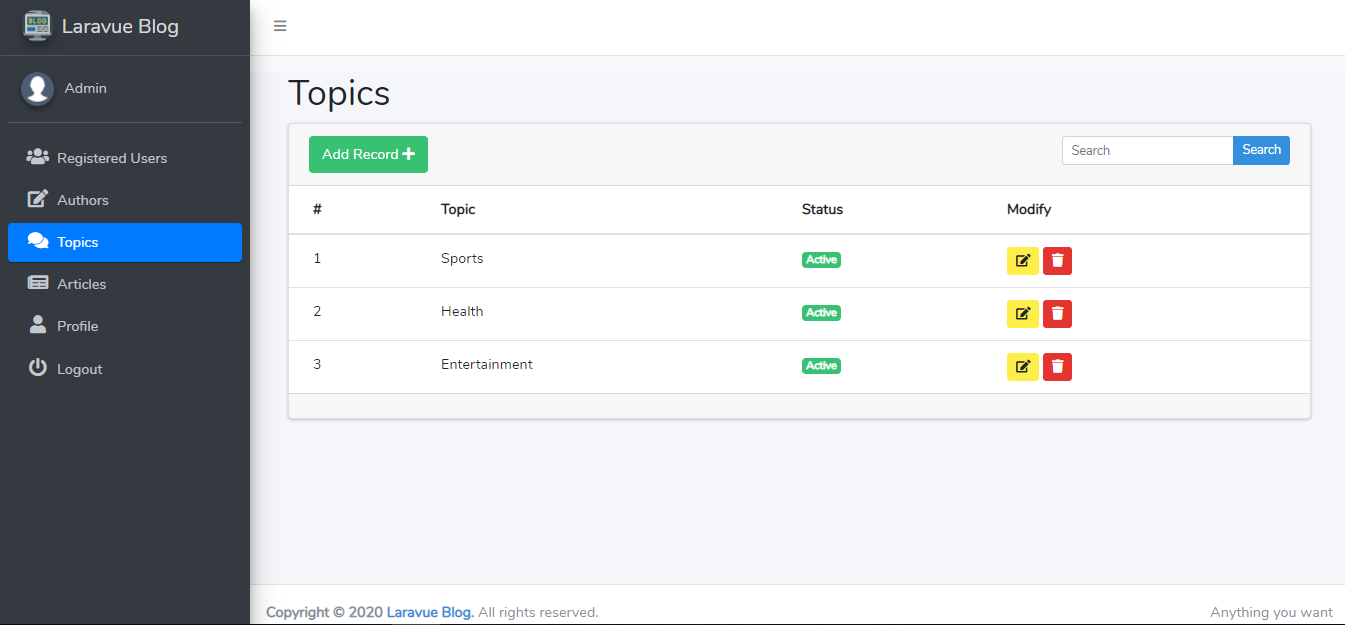 Laravue Blog
Admin
Registered Users
Authors
Topics
Articles
Profile
Logout
Topics
Add Record
Search Search
# Topic Status Modify
1 Sports Active
2 Health Active
3 Entertainment Active
Copyright © 2020 Laravue Blog. All rights reserved. Anything you want